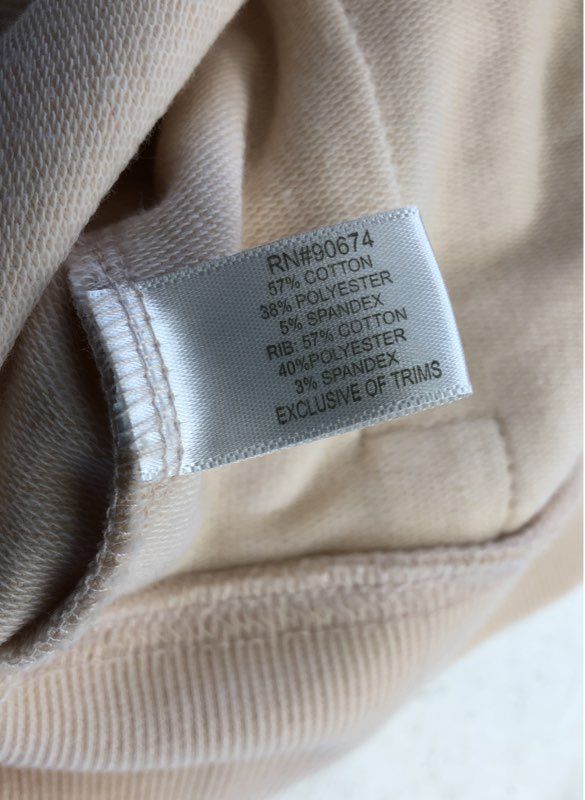 RN#90674
57% COTTON
38% POLYESTER
5% SPANDEX
RIB 57% COTTON
40%POLYESTER
3% SPANDEX
EXCLUSIVE OF TRIMS